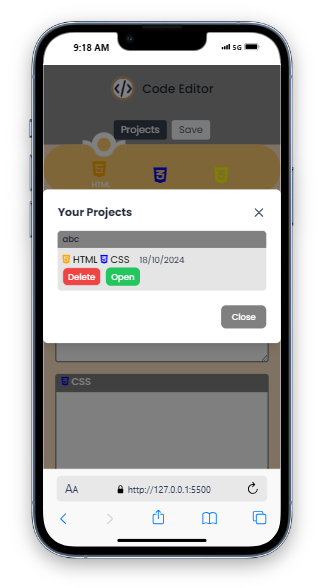 9:18 AM 5G
</> Code Editor
Projects Save
HTML
Your Projects
abc
HTML CSS 18/10/2024
Delete Open
Close
CSS
AA http://127.0.0.1:5500